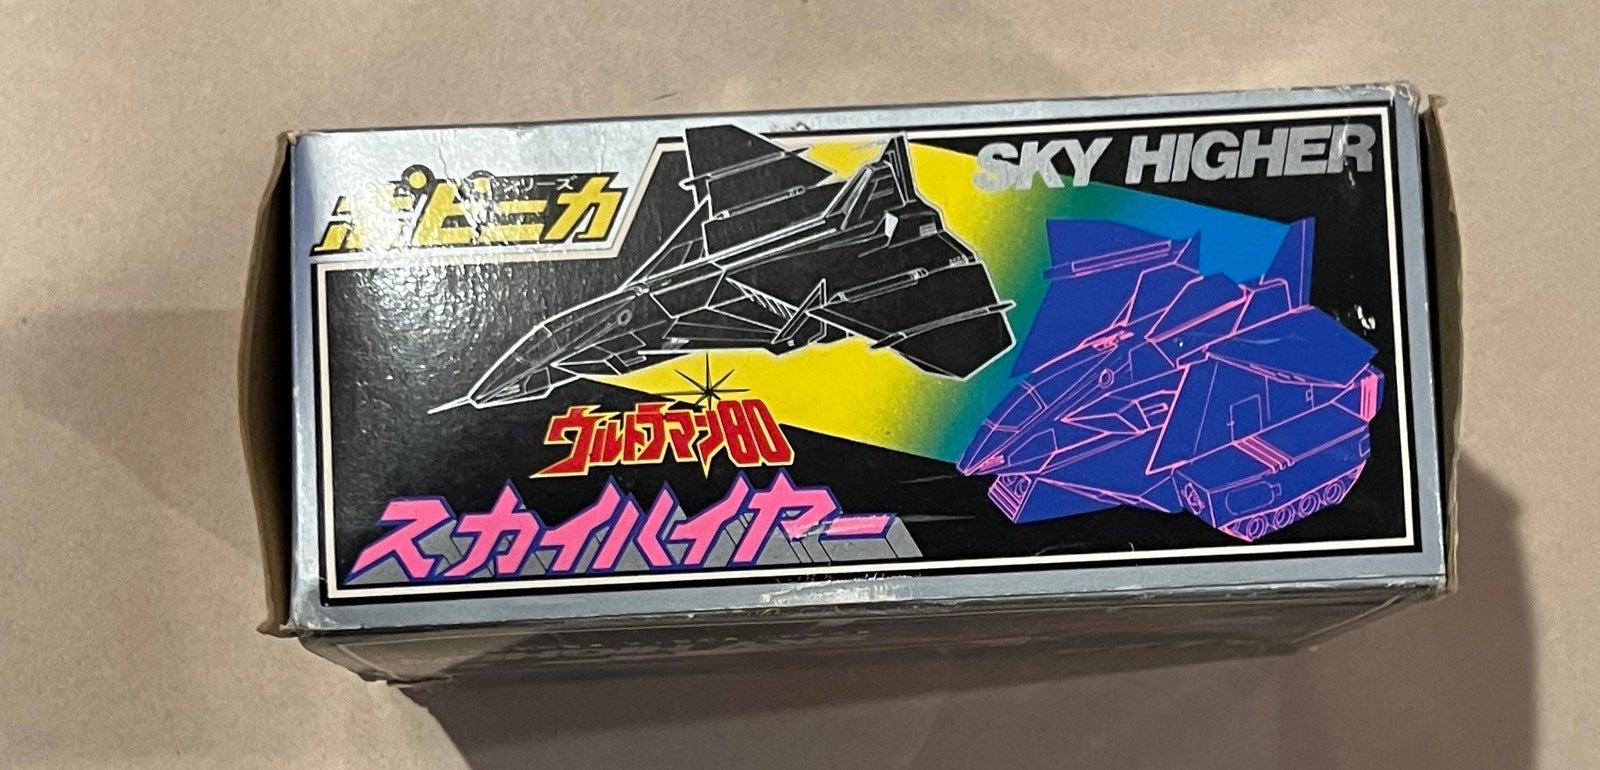 ポピニカ
シリーズ
SKY HIGHER
ウルトラマン80
スカイハイヤー